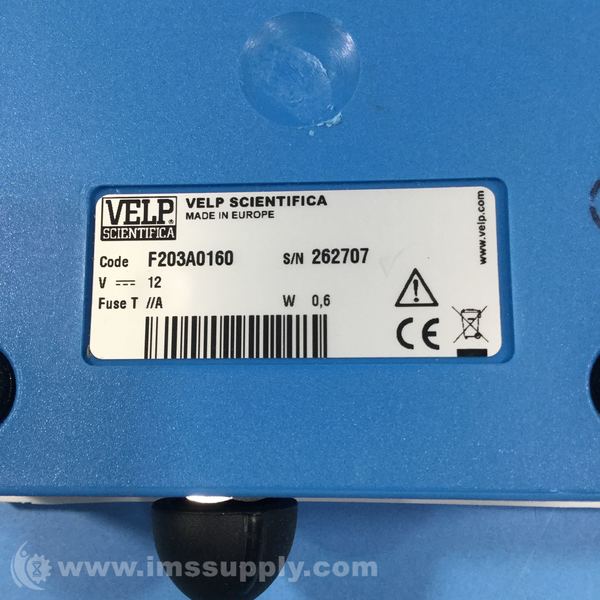 VELP
SCIENTIFICA
VELP SCIENTIFICA
MADE IN EUROPE
www.velp.com
Code F203A0160 S/N 262707
V 12
Fuse T //A W 0,6
CE
www.imssupply.com